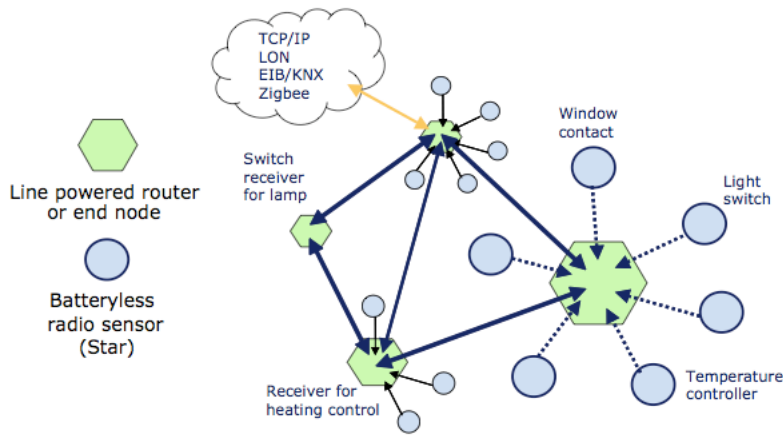 TCP/IP
LON
EIB/KNX
Zigbee
Window
contact
Switch
receiver
for lamp
Light
switch
Line powered router
or end node
Batteryless
radio sensor
(Star)
Receiver for
heating control
Temperature
controller